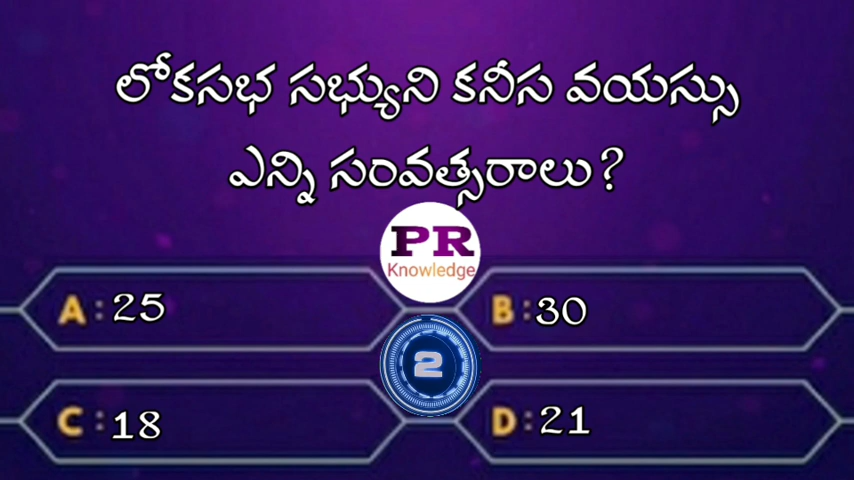 లోకసభ సభ్యుని కనీస వయస్సు
ఎన్ని సంవత్సరాలు?
PR
Knowledge
A : 25
B : 30
2
C : 18
D : 21